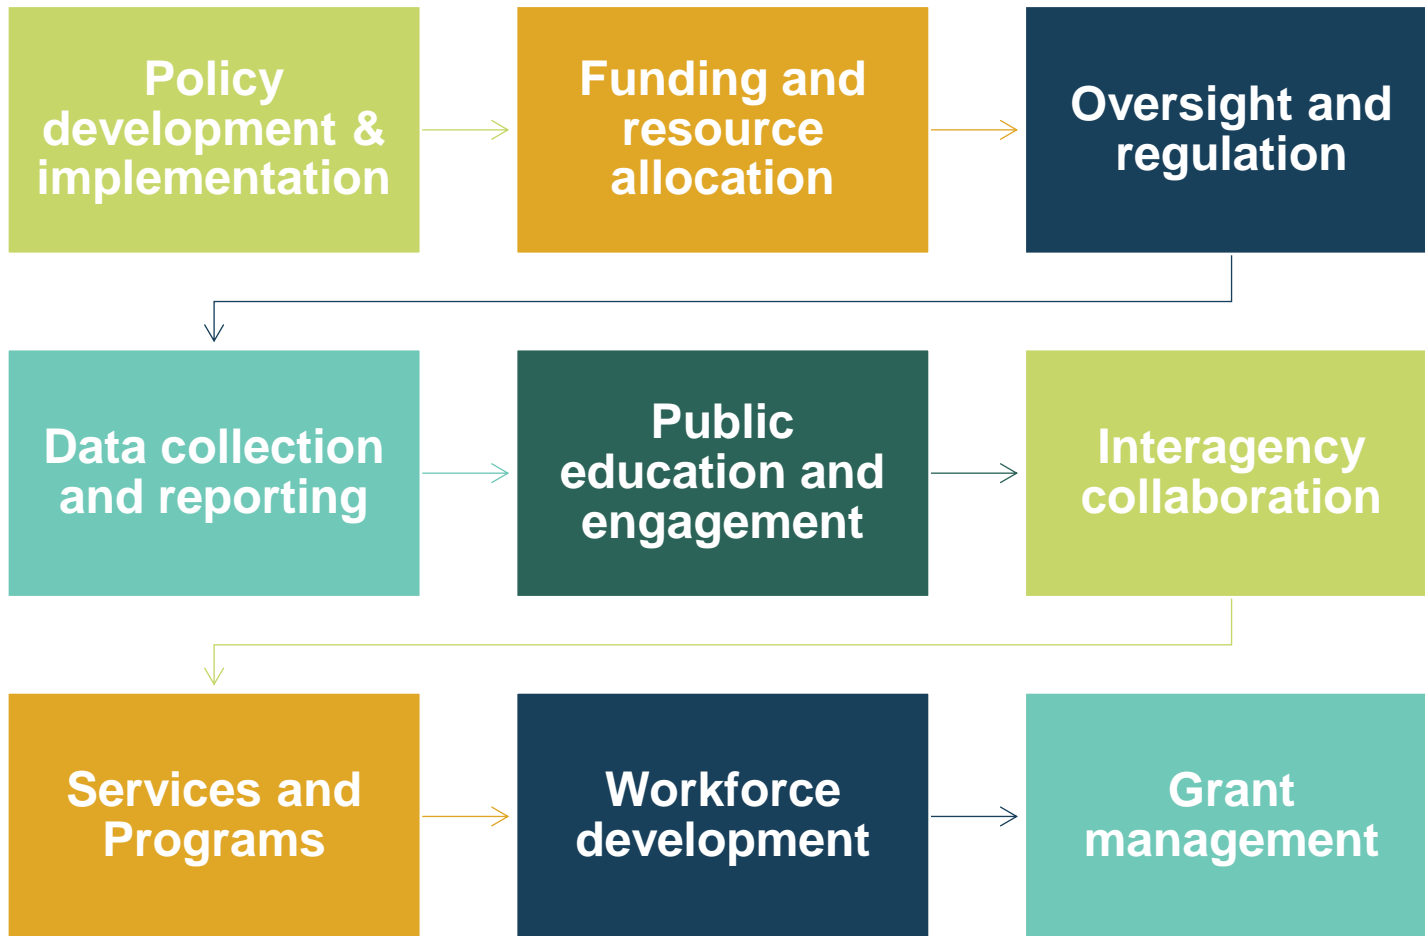 Policy
development &
implementation
Funding and
resource
allocation
Oversight and
regulation
Data collection
and reporting
Public
education and
engagement
Interagency
collaboration
Services and
Programs
Workforce
development
Grant
management